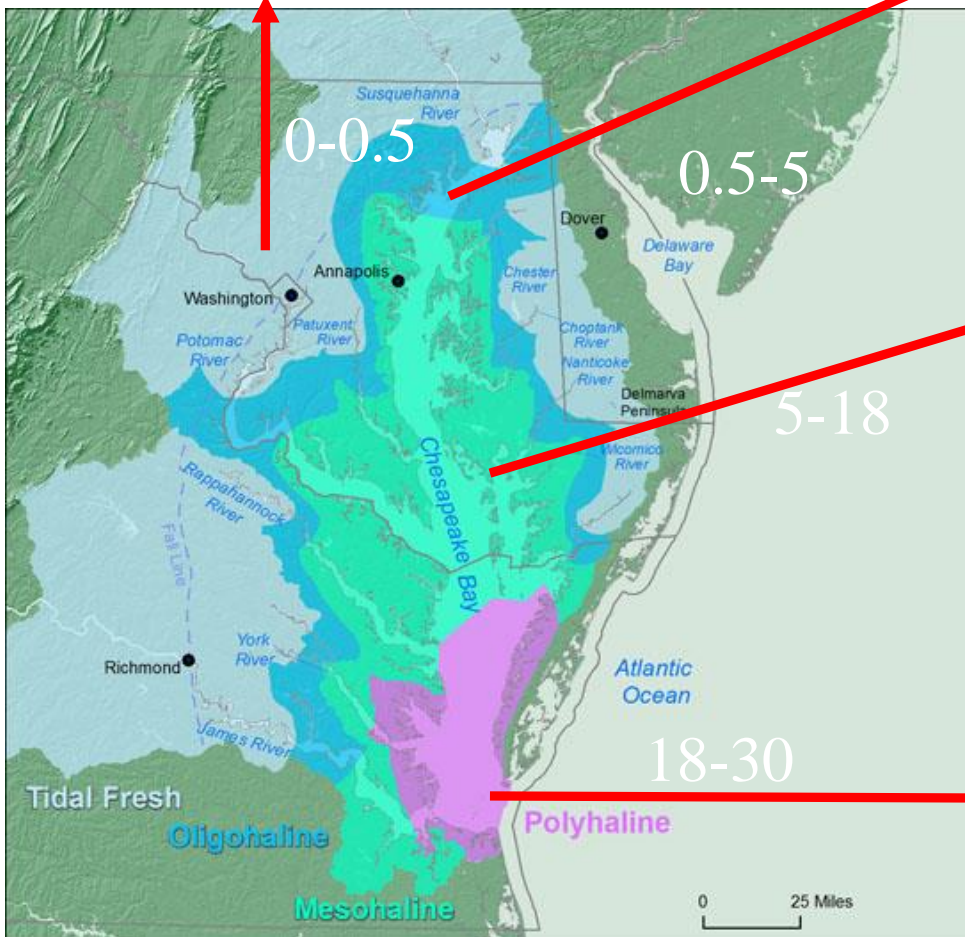 Susquehanna
River
0-0.5
0.5-5
Dover
Delaware
Bay
Annapolis
Chester
River
Washington
Patuxent
River
Potomac
River
Choptank
River
Nanticoke
River
Delmarva
Peninsula
5-18
Wicomico
River
Chesapeake Bay
Rappahannock
River
Fall Line
York
River
Richmond
Atlantic
Ocean
James River
18-30
Tidal Fresh
Oligohaline
Polyhaline
Mesohaline
0 25 Miles